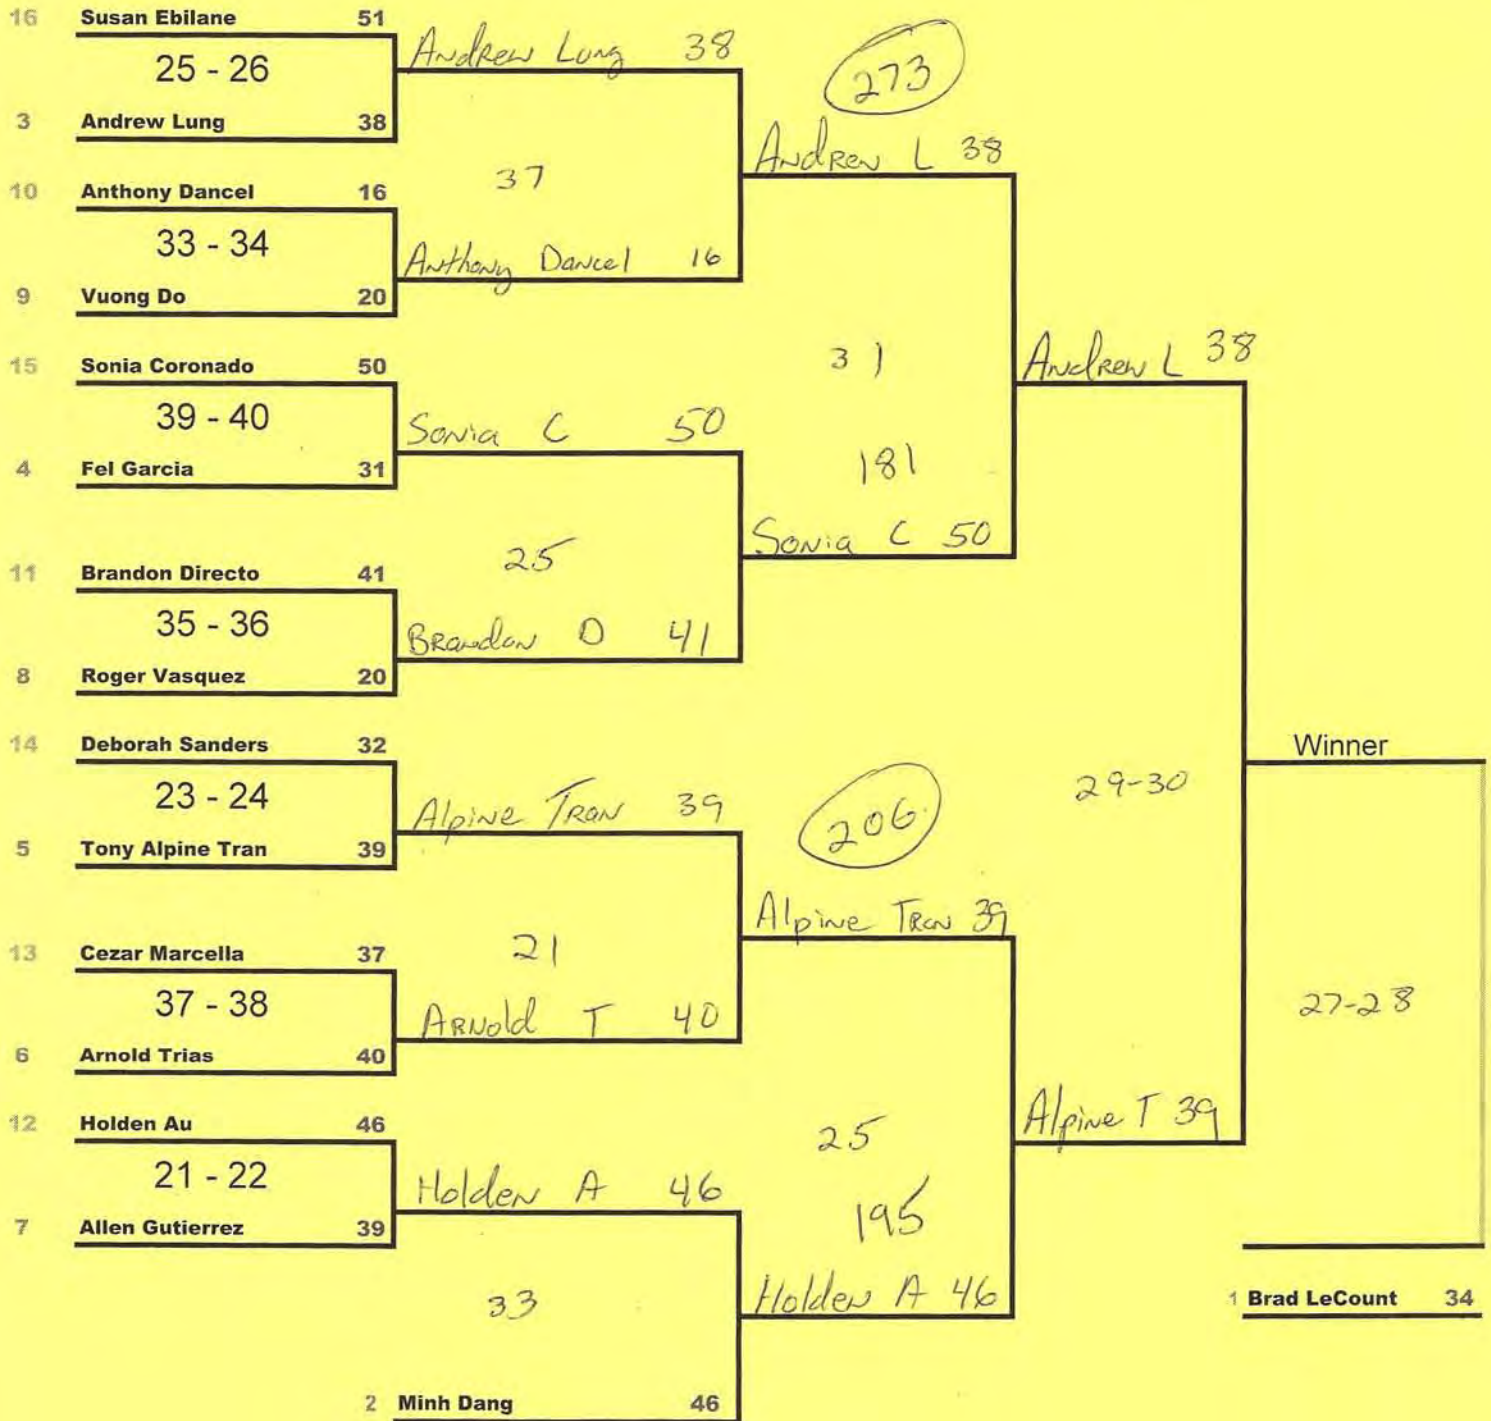 16 Susan Ebilane 51
25 - 26
3 Andrew Lung 38
10 Anthony Dancel 16
33 - 34
9 Vuong Do 20
15 Sonia Coronado 50
39 - 40
4 Fel Garcia 31
11 Brandon Directo 41
35 - 36
8 Roger Vasquez 20
14 Deborah Sanders 32
23 - 24
5 Tony Alpine Tran 39
13 Cezar Marcella 37
37 - 38
6 Arnold Trias 40
12 Holden Au 46
21 - 22
7 Allen Gutierrez 39
Andrew Lung 38
37
Anthony Dancel 16
Sonia C 50
25
Brandon D 41
Alpine Tran 39
21
Arnold T 40
Holden A 46
33
2 Minh Dang 46
273
Andrew L 38
31
181
Sonia C 50
206
Alpine Tran 39
25
195
Holden A 46
Andrew L 38
29-30
Alpine T 39
Winner
27-28
1 Brad LeCount 34